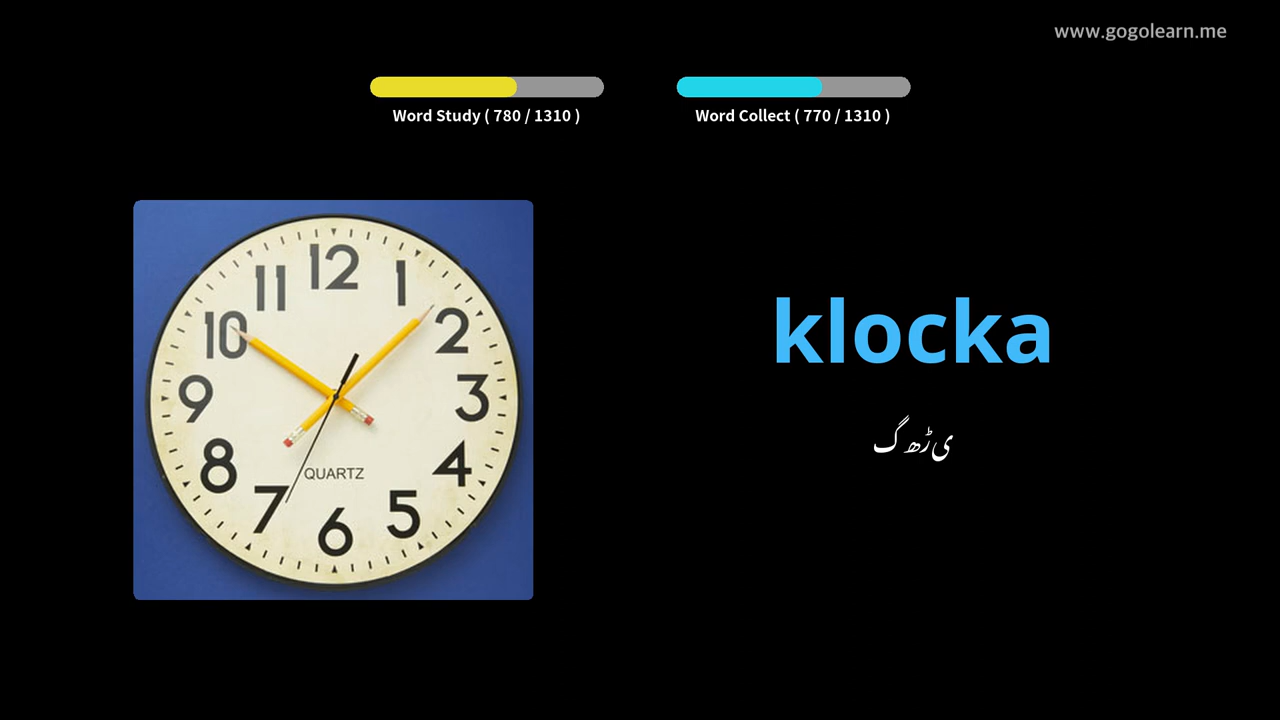 www.gogolearn.me
Word Study ( 780 / 1310 )
Word Collect ( 770 / 1310 )
12
11
1
10
2
9
3
8
4
QUARTZ
7
5
6
klocka
گھڑی